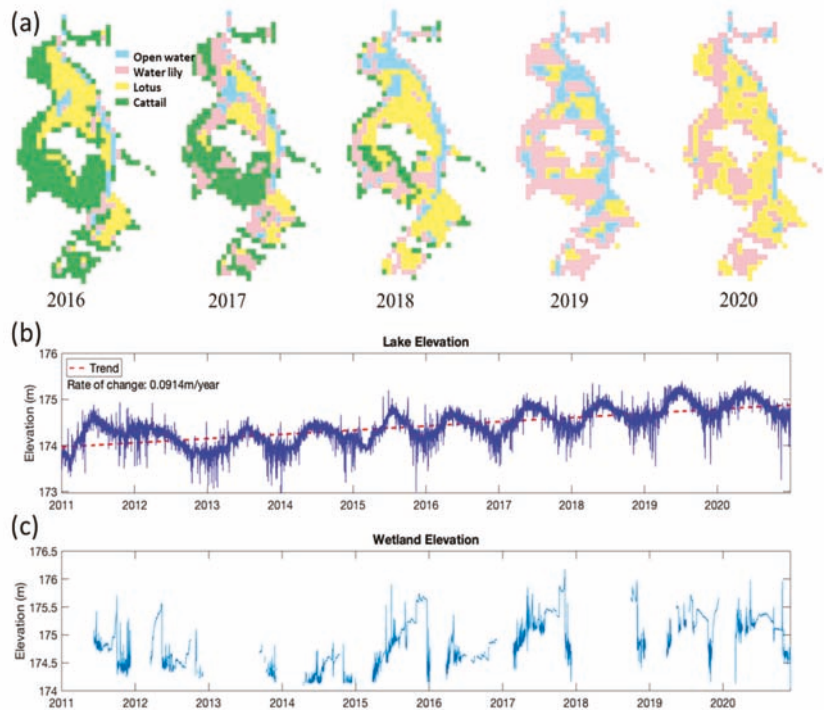 (a)
Open water
Water lily
Lotus
Cattail
2016 2017 2018 2019 2020
(b)
Lake Elevation
Trend
Rate of change: 0.0914m/year
Elevation (m)
176
175
174
173
2011 2012 2013 2014 2015 2016 2017 2018 2019 2020
(c)
Wetland Elevation
Elevation (m)
176.5
176
175.5
175
174.5
174
2011 2012 2013 2014 2015 2016 2017 2018 2019 2020